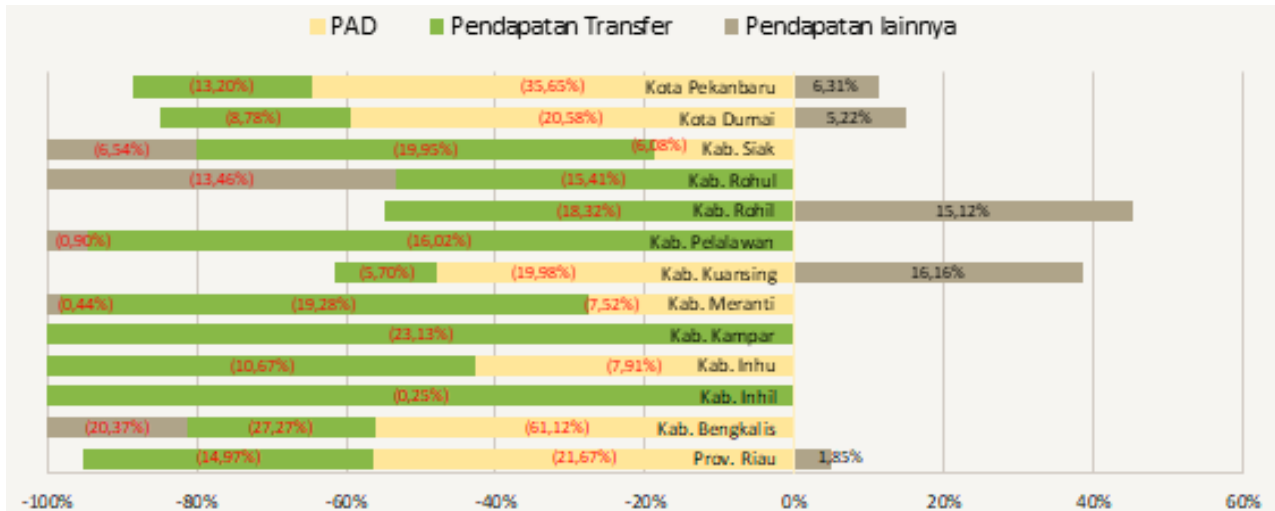 PAD Pendapatan Transfer Pendapatan lainnya
(13,20%) (35,65%) Kota Pekanbaru 6,31%
(8,78%) (20,58%) Kota Dumai 5,22%
(6,54%) (19,95%) (6,08%) Kab. Siak
(13,46%) (15,41%) Kab. Rohul
(18,32%) Kab. Rohil 15,12%
(0,90%) (16,02%) Kab. Pelalawan
(5,70%) (19,98%) Kab. Kuansing 16,16%
(0,44%) (19,28%) (7,52%) Kab. Meranti
(23,13%) Kab. Kampar
(10,67%) (7,91%) Kab. Inhu
(0,25%) Kab. Inhil
(20,37%) (27,27%) (61,12%) Kab. Bengkalis
(14,97%) (21,67%) Prov. Riau 1,85%
-100% -80% -60% -40% -20% 0% 20% 40% 60%